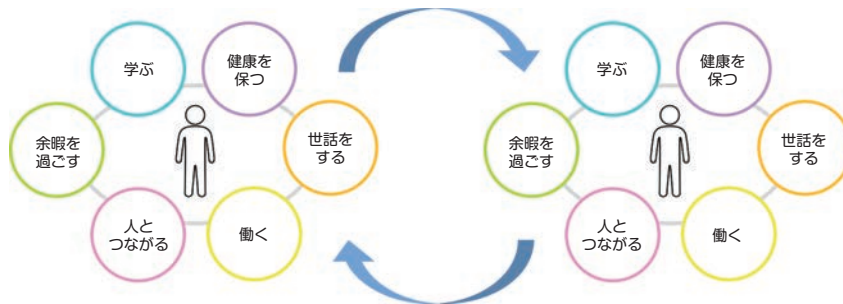 学ぶ
健康を
保つ
余暇を
過ごす
世話を
する
人と
つながる
働く
学ぶ
健康を
保つ
余暇を
過ごす
世話を
する
人と
つながる
働く